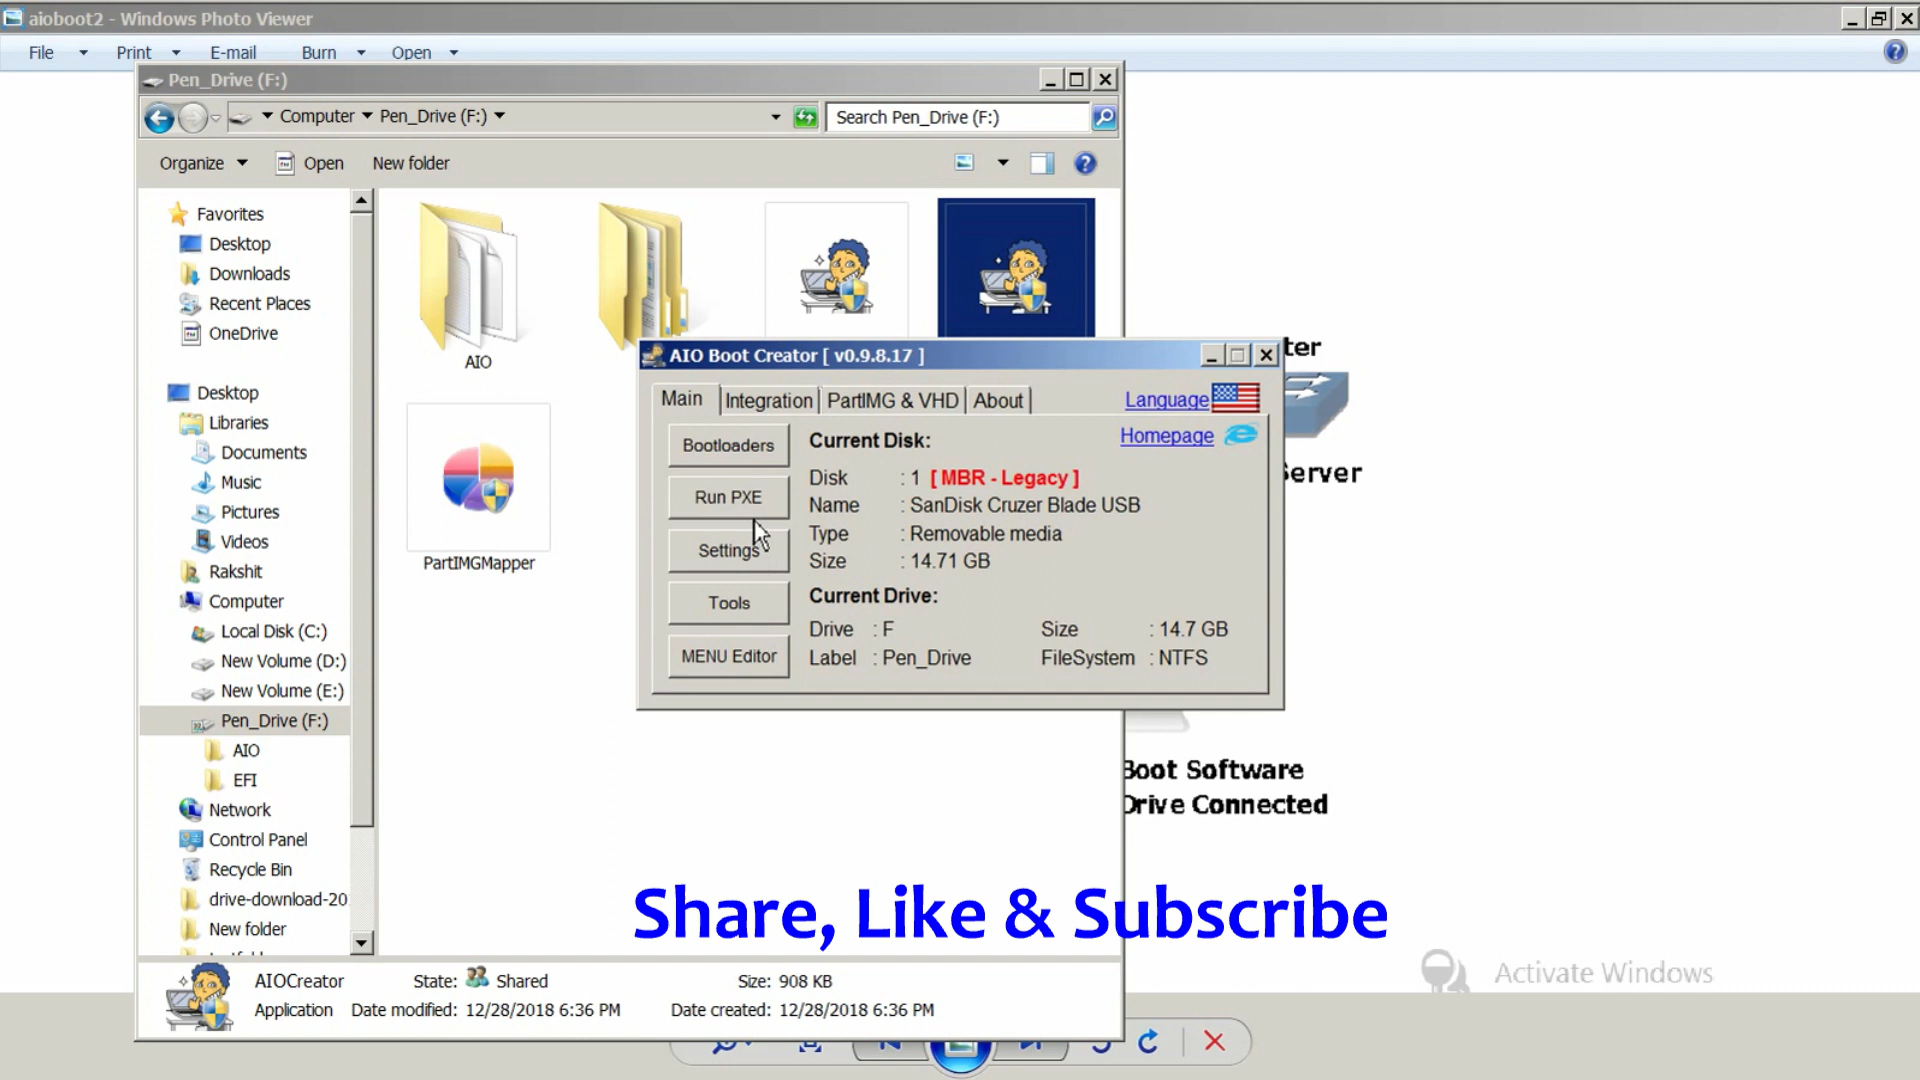 aioboot2 - Windows Photo Viewer
File Print E-mail Burn Open
Pen_Drive (F:)
Computer Pen_Drive (F:)
Search Pen_Drive (F:)
Organize Open New folder
Favorites
Desktop
Downloads
Recent Places
OneDrive
Desktop
Libraries
Documents
Music
Pictures
Videos
Rakshit
Computer
Local Disk (C:)
New Volume (D:)
New Volume (E:)
Pen_Drive (F:)
AIO
EFI
Network
Control Panel
Recycle Bin
drive-download-20
New folder
AIO
PartIMGMapper
AIO Boot Creator [ v0.9.8.17 ]
Main Integration PartIMG & VHD About Language
Homepage
Bootloaders
Run PXE
Settings
Tools
MENU Editor
Current Disk:
Disk : 1 [ MBR - Legacy ]
Name : SanDisk Cruzer Blade USB
Type : Removable media
Size : 14.71 GB
Current Drive:
Drive : F Size : 14.7 GB
Label : Pen_Drive FileSystem : NTFS
ter
Server
Boot Software
Drive Connected
Share, Like & Subscribe
Activate Windows
AIOCreator State: Shared Size: 908 KB
Application Date modified: 12/28/2018 6:36 PM Date created: 12/28/2018 6:36 PM